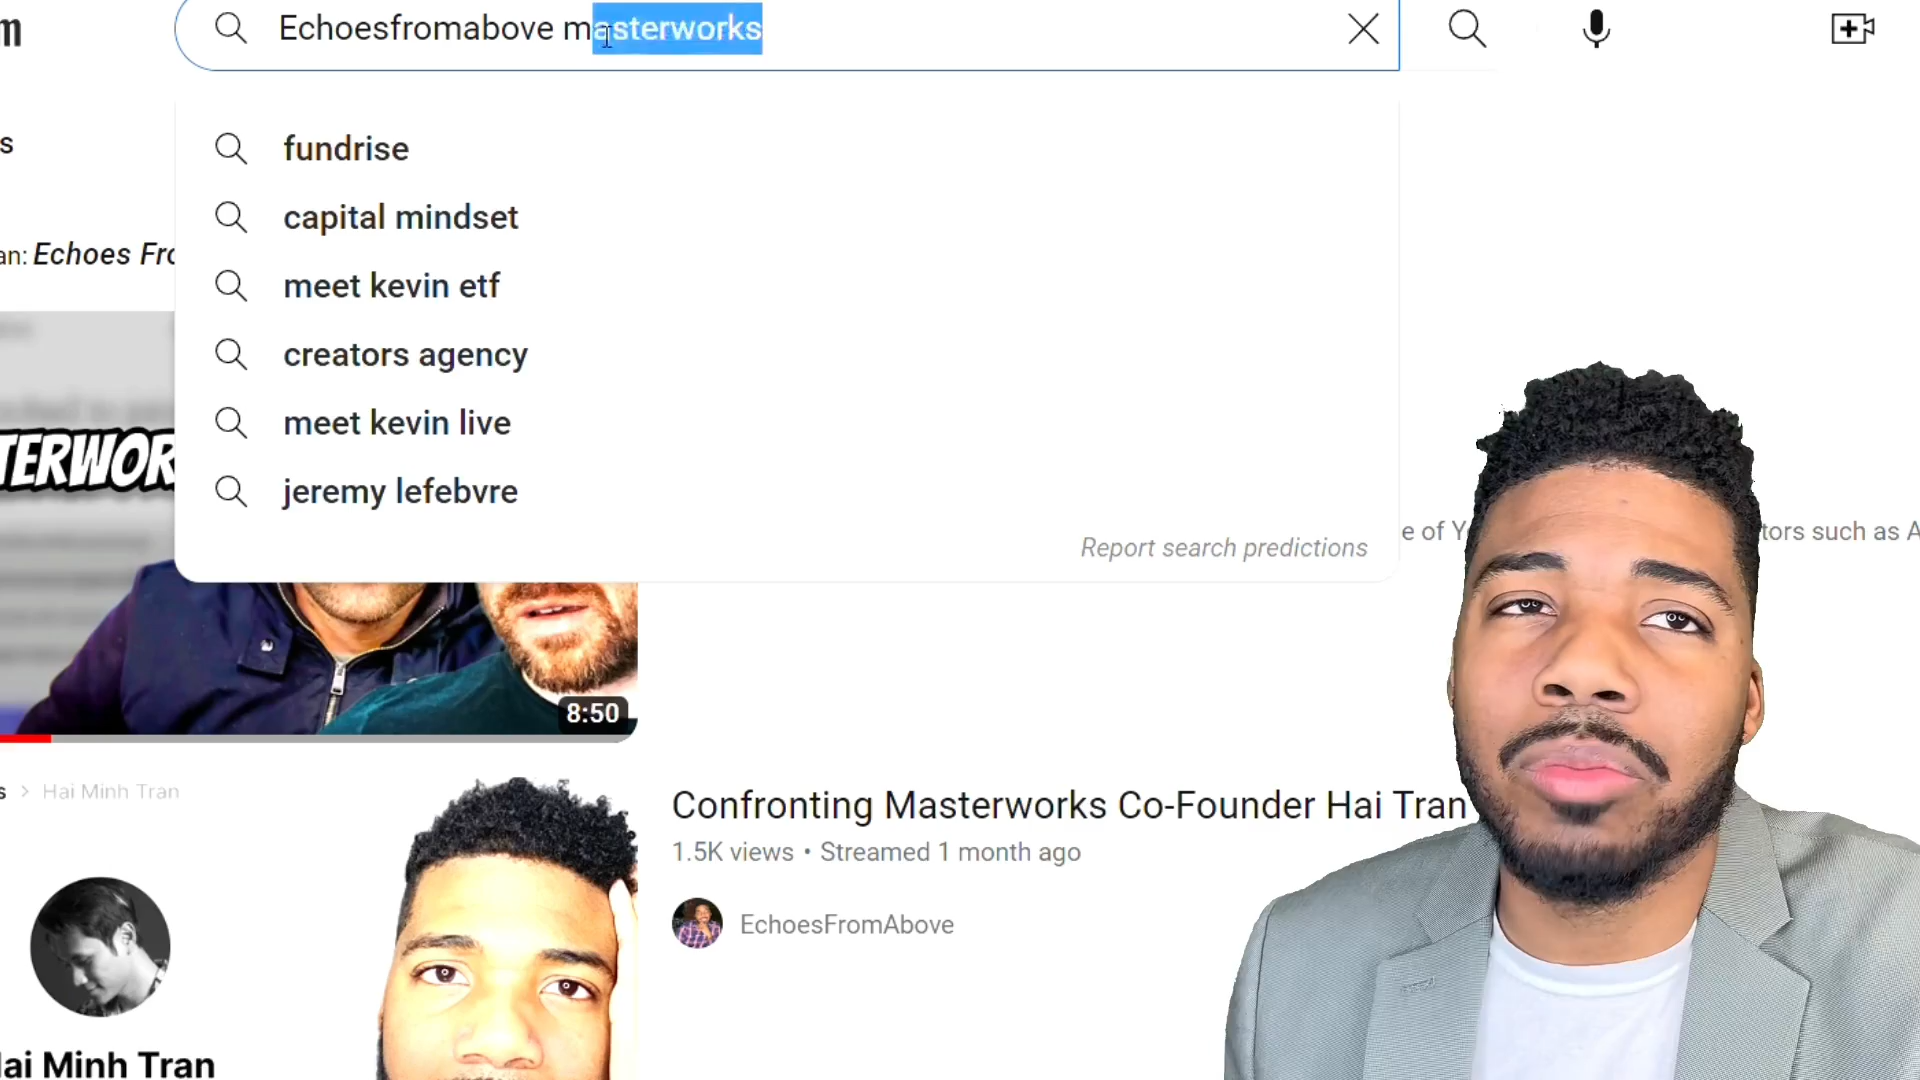 m
Echoesfromabove masterworks
fundrise
s
capital mindset
an: Echoes Fro
meet kevin etf
creators agency
meet kevin live
TERWOR
jeremy lefebvre
Report search predictions
e of Y tors such as A
8:50
s > Hai Minh Tran
Confronting Masterworks Co-Founder Hai Tran
1.5K views • Streamed 1 month ago
EchoesFromAbove
Hai Minh Tran